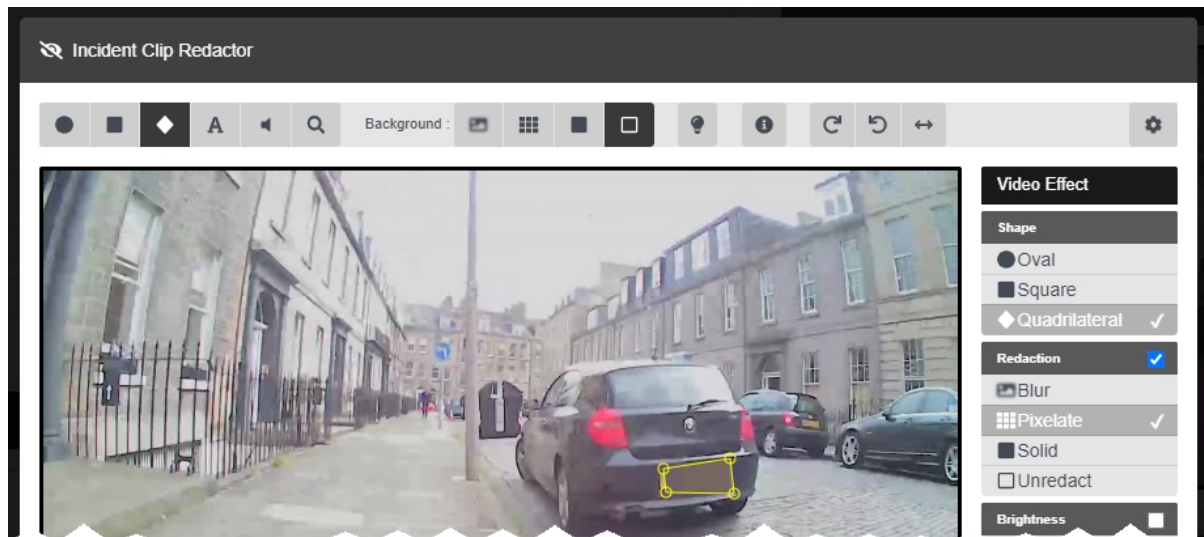 Incident Clip Redactor
A
Background :
Video Effect
Shape
Oval
Square
Quadrilateral
Redaction
Blur
Pixelate
Solid
Unredact
Brightness